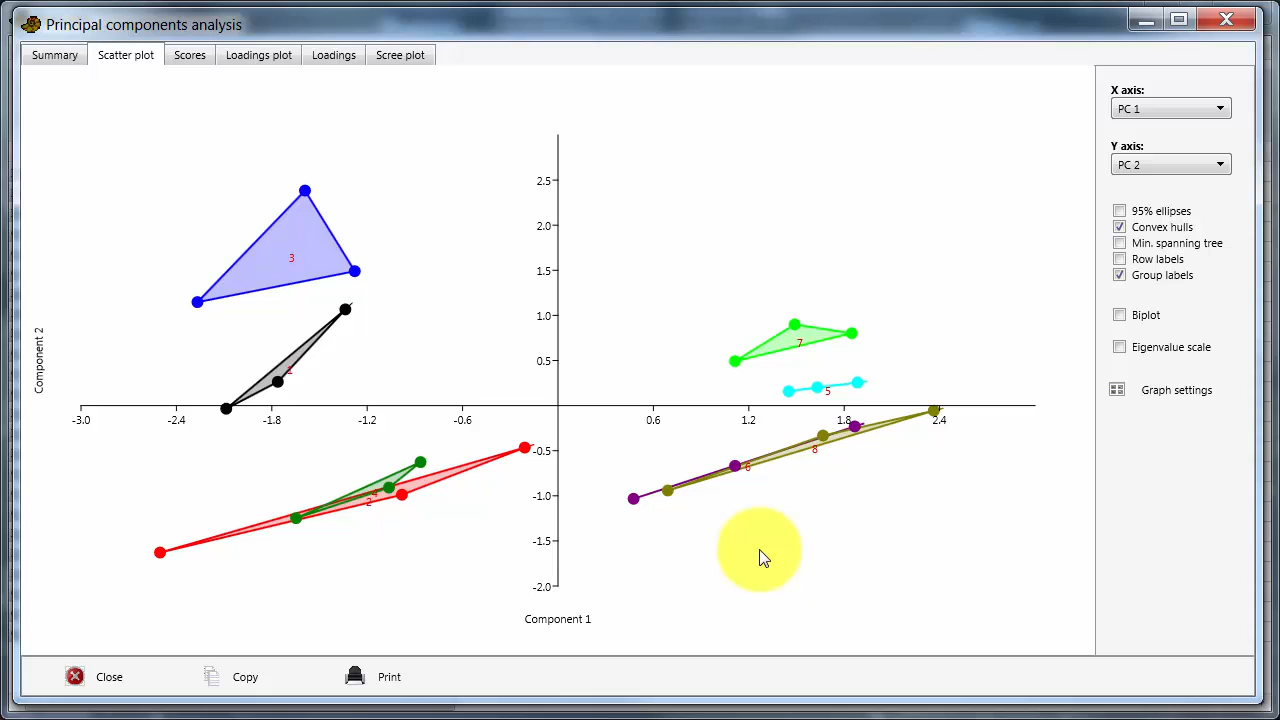 Principal components analysis
Summary
Scatter plot
Scores
Loadings plot
Loadings
Scree plot
X axis:
PC 1
Y axis:
PC 2
95% ellipses
Convex hulls
Min. spanning tree
Row labels
Group labels
Biplot
Eigenvalue scale
Graph settings
2.5
2.0
1.5
1.0
0.5
-0.5
-1.0
-1.5
-2.0
-3.0 -2.4 -1.8 -1.2 -0.6 0.6 1.2 1.8 2.4
3
1
7
5
8
6
4
2
Component 2
Component 1
Close
Copy
Print